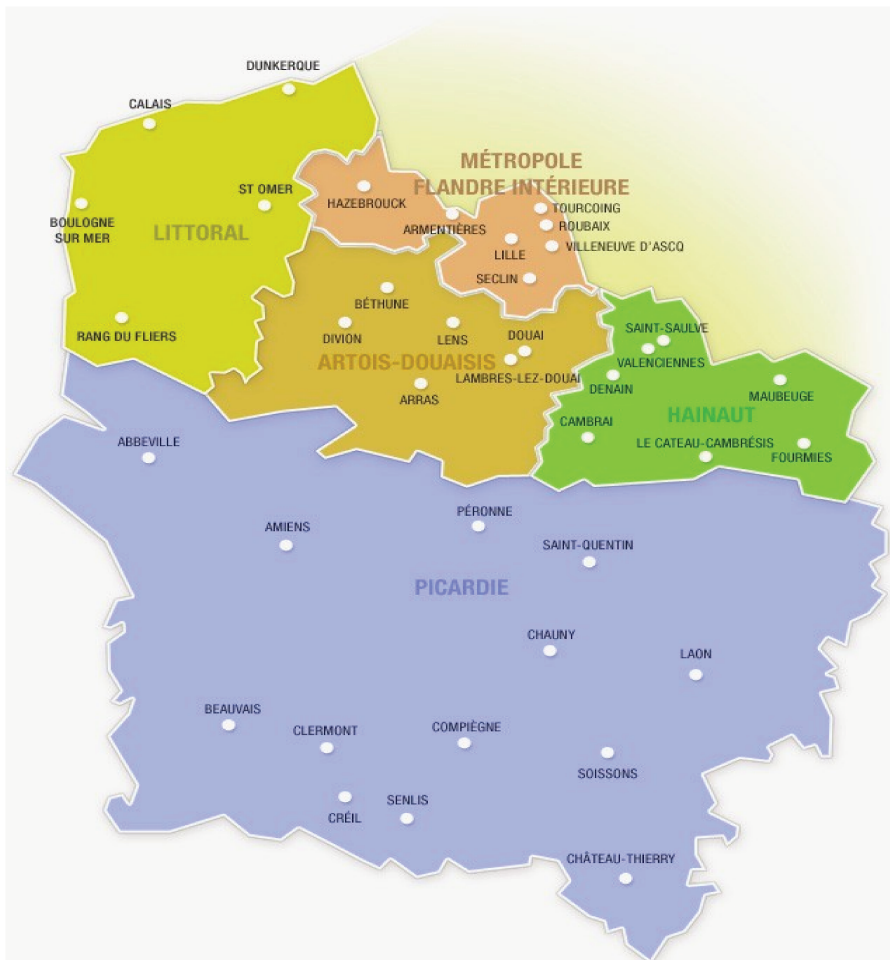 DUNKERQUE
CALAIS
MÉTROPOLE
FLANDRE INTÉRIEURE
ST OMER
HAZEBROUCK
TOURCOING
BOULOGNE
SUR MER
LITTORAL
ARMENTIÈRES
ROUBAIX
LILLE
VILLENEUVE D'ASCQ
SECLIN
BÉTHUNE
RANG DU FLIERS
DIVION
LENS
DOUAI
SAINT-SAULVE
ARTOIS-DOUAISIS
VALENCIENNES
LAMBRES-LEZ-DOUAI
DENAIN
ARRAS
MAUBEUGE
HAINAUT
CAMBRAI
ABBEVILLE
LE CATEAU-CAMBRÉSIS
FOURMIES
PÉRONNE
AMIENS
SAINT-QUENTIN
PICARDIE
CHAUNY
LAON
BEAUVAIS
CLERMONT
COMPIÈGNE
SOISSONS
CRÉIL
SENLIS
CHÂTEAU-THIERRY